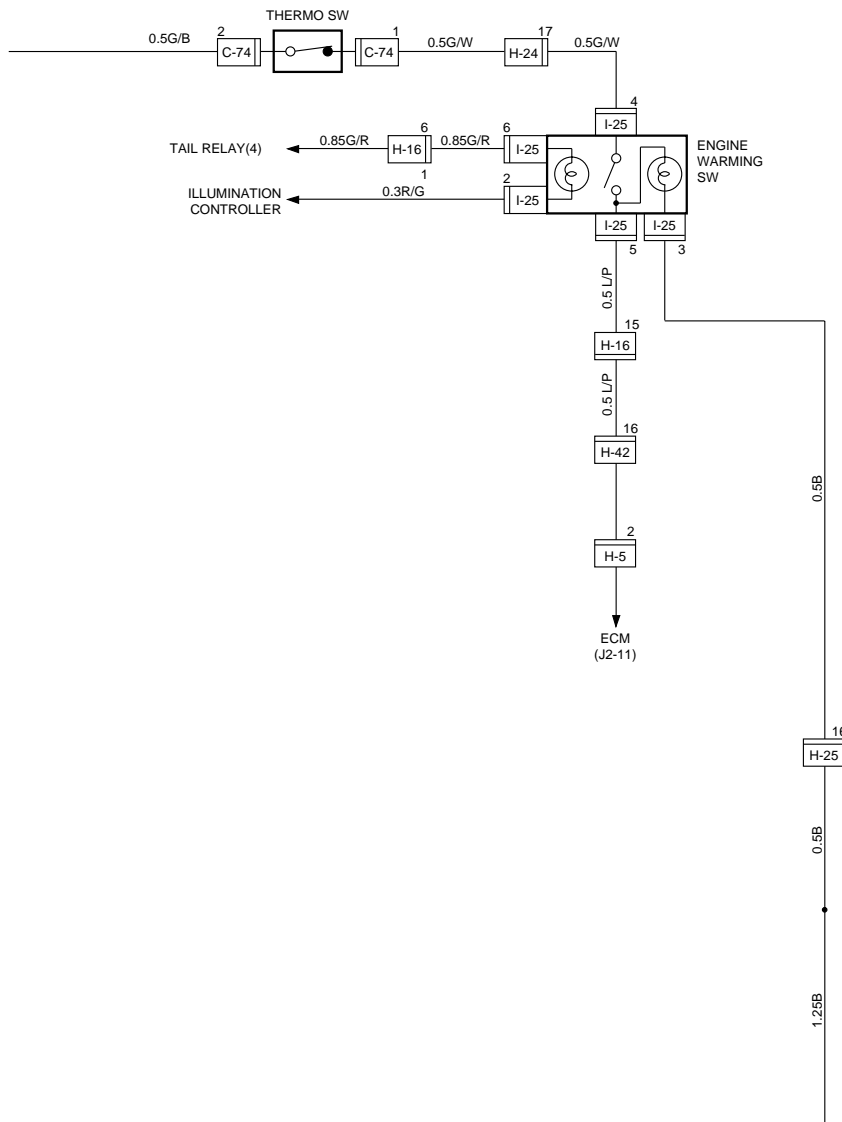 THERMO SW
0.5G/B
2
C-74
1
C-74
0.5G/W
17
H-24
0.5G/W
4
I-25
TAIL RELAY(4)
0.85G/R
6
H-16
1
0.85G/R
6
I-25
ENGINE
WARMING
SW
ILLUMINATION
CONTROLLER
0.3R/G
2
I-25
I-25
5
I-25
3
0.5 L/P
15
H-16
0.5 L/P
16
H-42
0.5B
2
H-5
ECM
(J2-11)
16
H-25
0.5B
1.25B